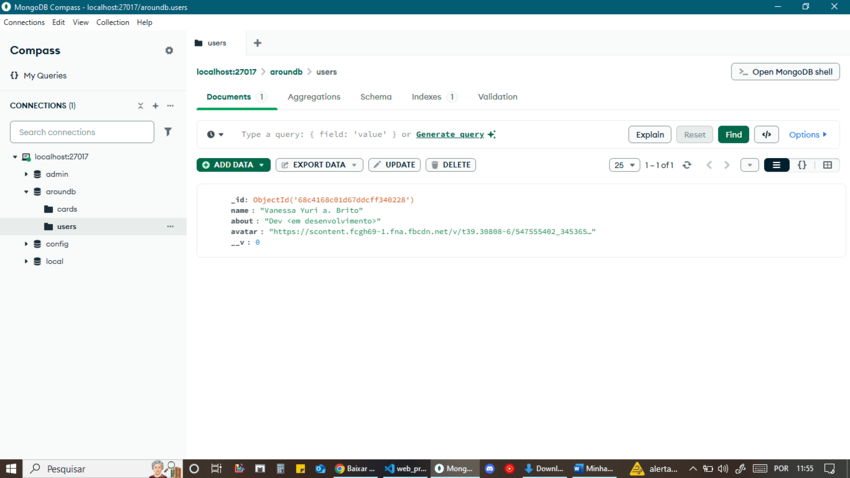 MongoDB Compass - localhost:27017/aroundb.users
Connections Edit View Collection Help
Compass
{} My Queries
CONNECTIONS (1)
Search connections
localhost:27017
admin
aroundb
cards
users
config
local
users
localhost:27017 > aroundb > users
>_ Open MongoDB shell
Documents 1 Aggregations Schema Indexes 1 Validation
Type a query: { field: 'value' } or Generate query
Explain Reset Find </> Options
ADD DATA EXPORT DATA UPDATE DELETE
25 1–1 of 1 {}
_id: ObjectId('68c4168c01d67ddcff340228')
name : "Vanessa Yuri a. Brito"
about : "Dev <em desenvolvimento>"
avatar : "https://scontent.fcgh69-1.fna.fbcdn.net/v/t39.30808-6/547555402_345365…"
__v : 0
Pesquisar Baixar ... web_pr... Mong... Downl... Minha... alerta... POR 11:55